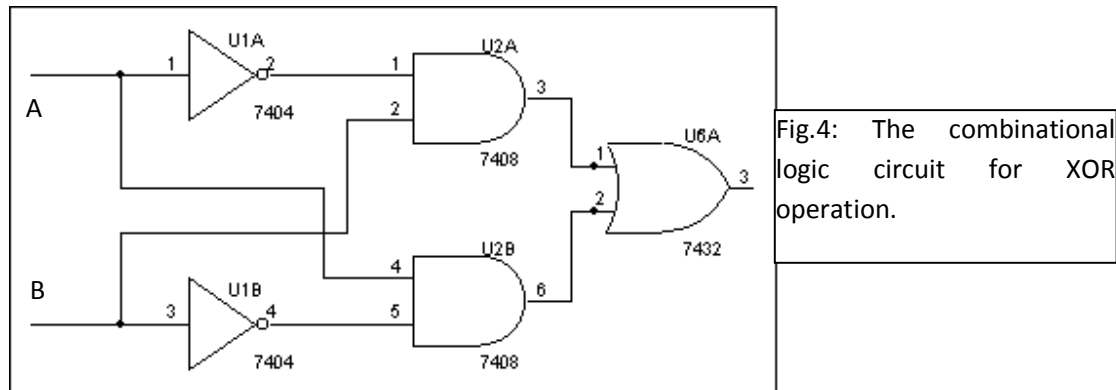 U1A
1
2
7404
A
U2A
1
2
3
7408
U6A
1
2
3
7432
U2B
4
5
6
7408
B
U1B
3
4
7404
Fig.4: The combinational
logic circuit for XOR
operation.